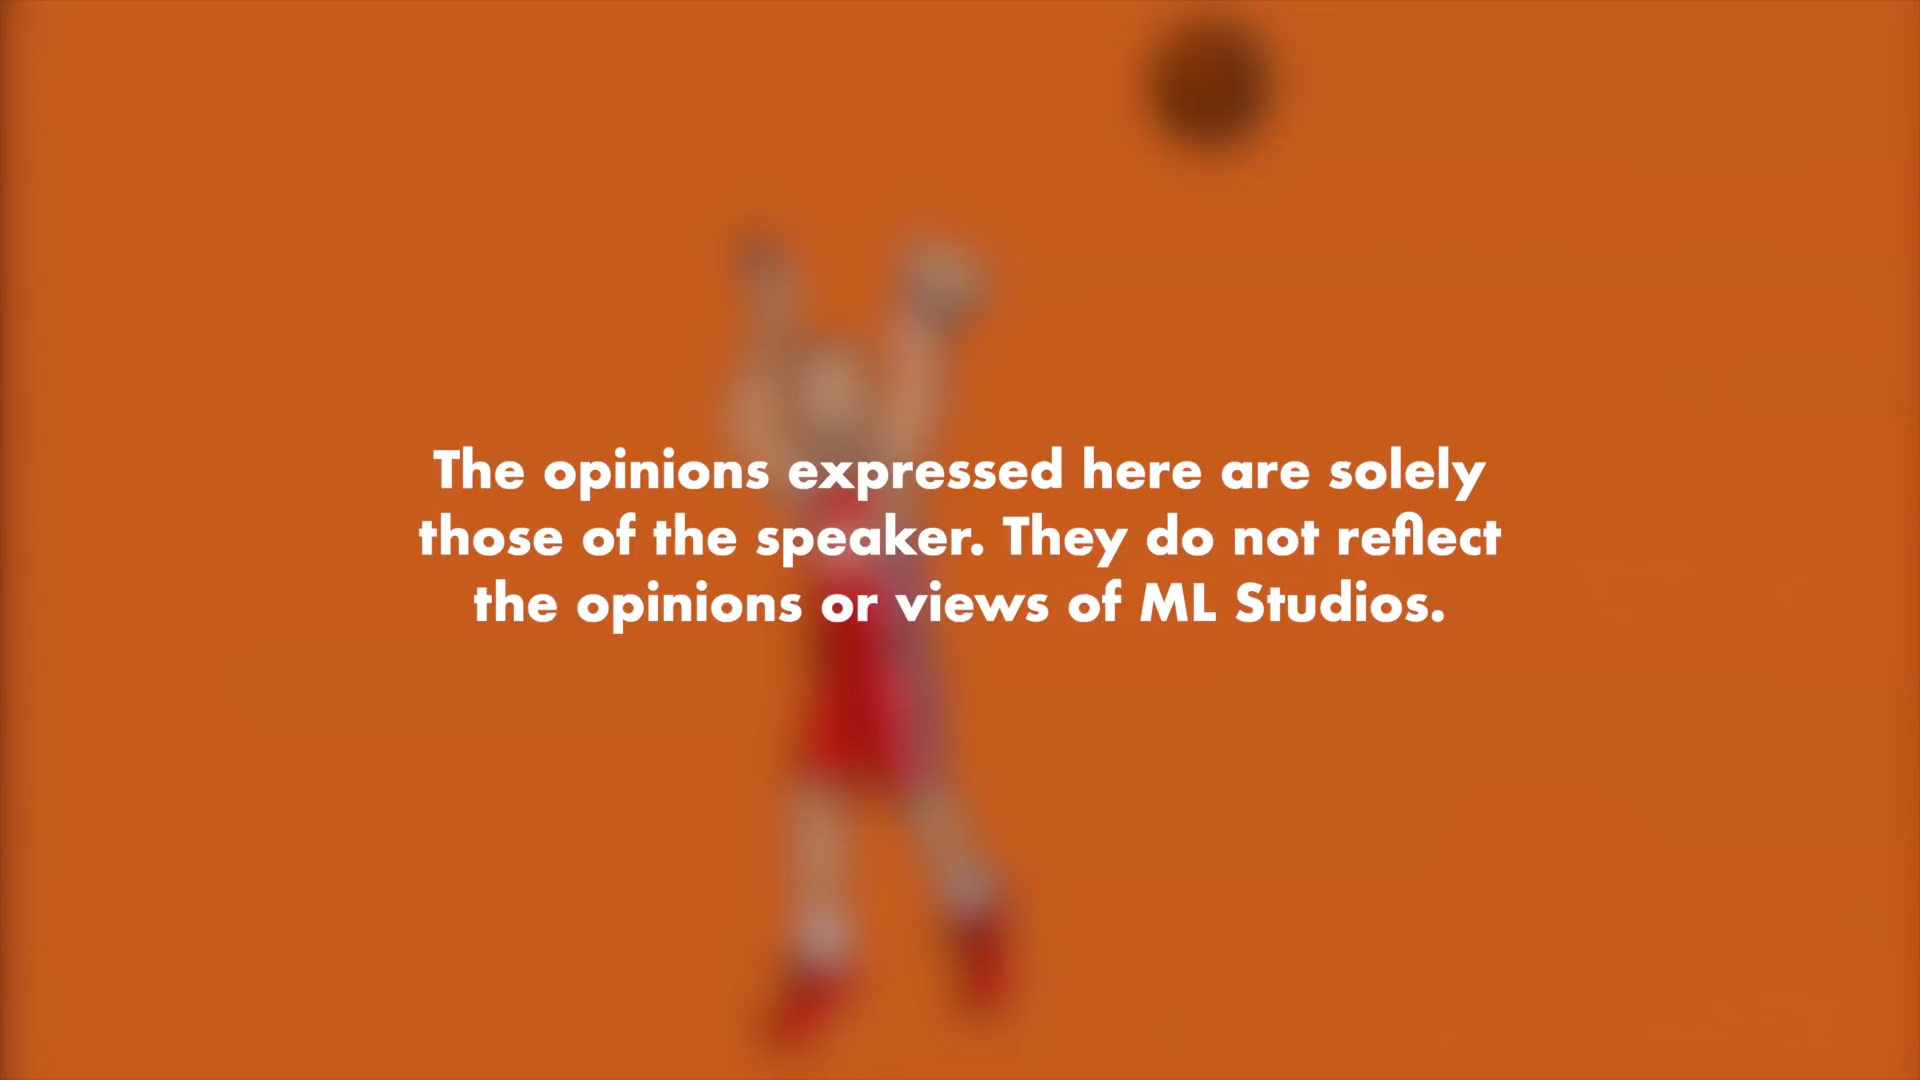 The opinions expressed here are solely
those of the speaker. They do not reflect
the opinions or views of ML Studios.